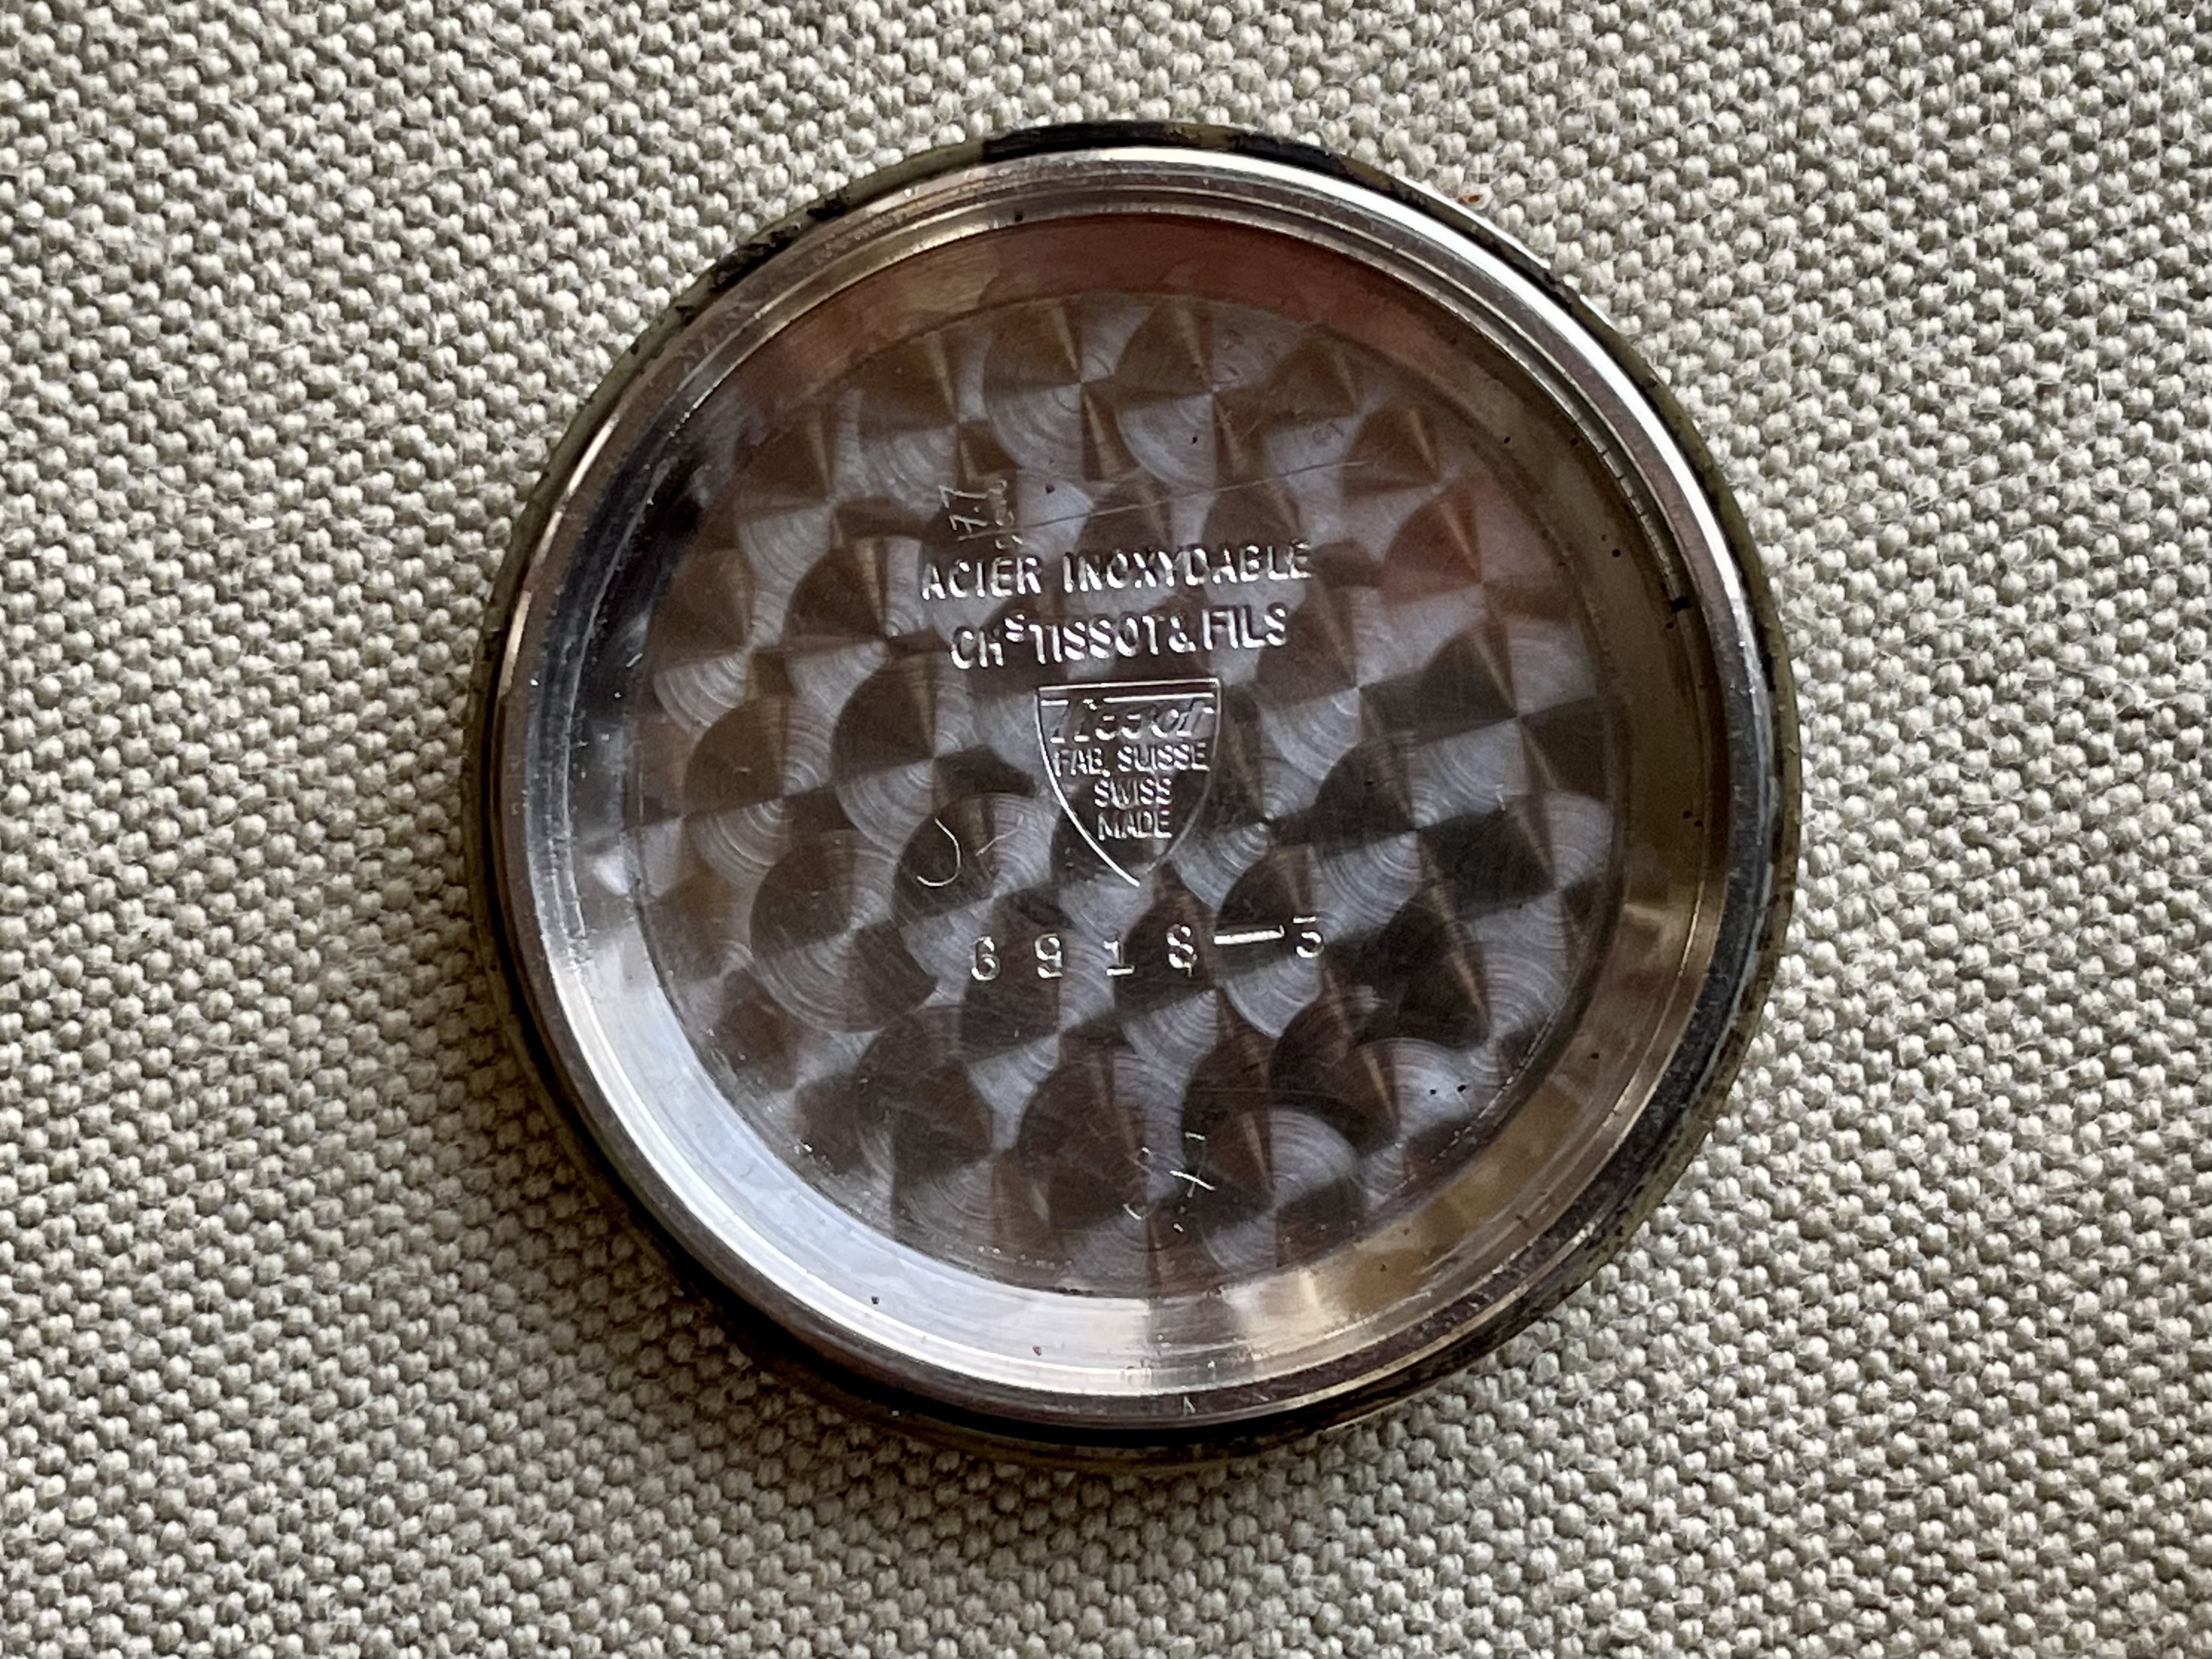 ACIER INOXYDABLE
CHS TISSOT & FILS
Tissot
FAB. SUISSE
SWISS
MADE
6918-5